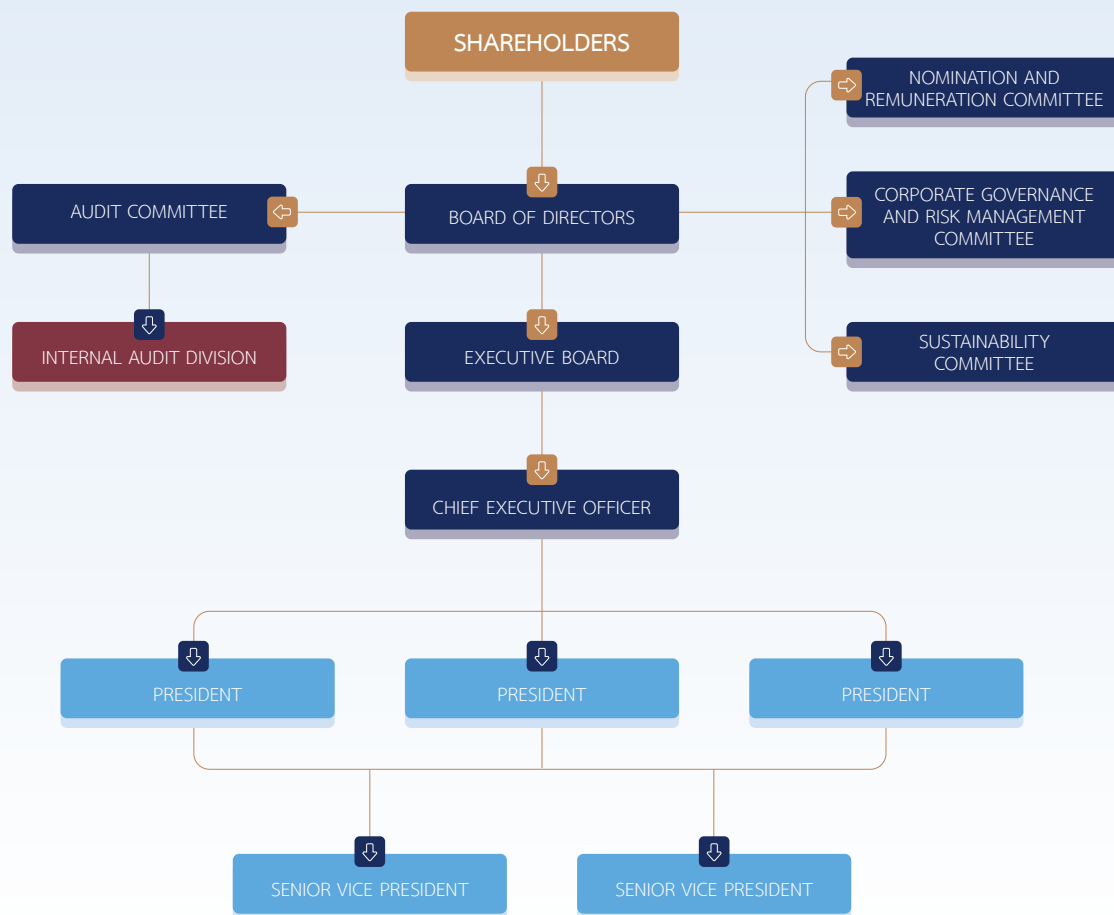 SHAREHOLDERS
NOMINATION AND
REMUNERATION COMMITTEE
AUDIT COMMITTEE
BOARD OF DIRECTORS
CORPORATE GOVERNANCE
AND RISK MANAGEMENT
COMMITTEE
INTERNAL AUDIT DIVISION
EXECUTIVE BOARD
SUSTAINABILITY
COMMITTEE
CHIEF EXECUTIVE OFFICER
PRESIDENT
PRESIDENT
PRESIDENT
SENIOR VICE PRESIDENT
SENIOR VICE PRESIDENT